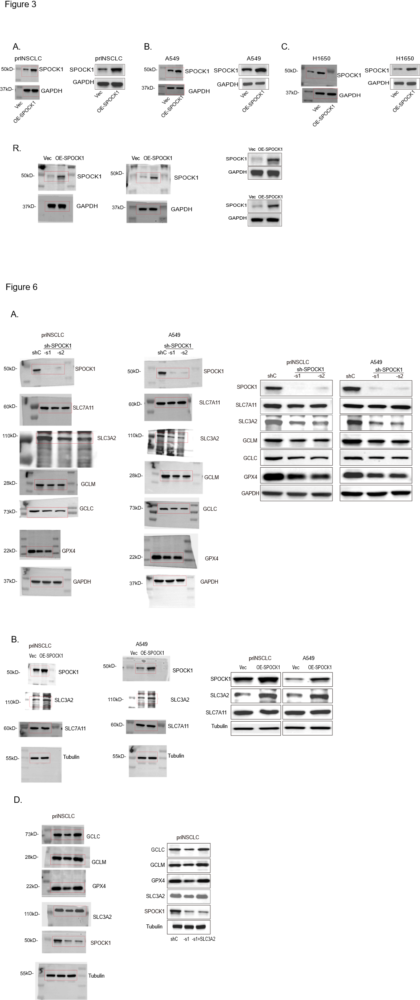 Figure 3
A.
B.
C.
prINSCLC
prINSCLC
A549
A549
H1650
H1650
50kD-
SPOCK1
SPOCK1
50kD-
SPOCK1
SPOCK1
50kD-
SPOCK1
SPOCK1
37kD-
GAPDH
GAPDH
37kD-
GAPDH
GAPDH
37kD-
GAPDH
GAPDH
Vec
OE-SPOCK1
Vec
OE-SPOCK1
Vec
OE-SPOCK1
Vec
OE-SPOCK1
Vec
OE-SPOCK1
Vec
OE-SPOCK1
R.
Vec OE-SPOCK1
Vec OE-SPOCK1
Vec OE-SPOCK1
50kD-
SPOCK1
50kD-
SPOCK1
SPOCK1
GAPDH
37kD-
GAPDH
37kD-
GAPDH
Vec OE-SPOCK1
SPOCK1
GAPDH
Figure 6
A.
priNSCLC
sh-SPOCK1
shC -s1 -s2
50kD-
SPOCK1
60kD-
SLC7A11
110kD-
SLC3A2
28kD-
GCLM
73kD-
GCLC
22kD-
GPX4
37kD-
GAPDH
A549
sh-SPOCK1
shC -s1 -s2
50kD-
SPOCK1
60kD-
SLC7A11
110kD-
SLC3A2
28kD-
GCLM
73kD-
GCLC
22kD-
GPX4
37kD-
GAPDH
priNSCLC
A549
sh-SPOCK1
sh-SPOCK1
shC -s1 -s2
shC -s1 -s2
SPOCK1
SLC7A11
SLC3A2
GCLM
GCLC
GPX4
GAPDH
B.
priNSCLC
Vec OE-SPOCK1
50kD-
SPOCK1
110kD-
SLC3A2
60kD-
SLC7A11
55kD-
Tubulin
A549
Vec OE-SPOCK1
50kD-
SPOCK1
110kD-
SLC3A2
60kD-
SLC7A11
6
55kD-
Tubulin
priNSCLC
A549
Vec OE-SPOCK1
Vec OE-SPOCK1
SPOCK1
SLC3A2
SLC7A11
Tubulin
D.
priNSCLC
73kD-
GCLC
28kD-
GCLM
22kD-
GPX4
110kD-
SLC3A2
50kD-
SPOCK1
55kD-
5
Tubulin
priNSCLC
GCLC
GCLM
GPX4
SLC3A2
SPOCK1
Tubulin
shC -s1 -s1+SLC3A2